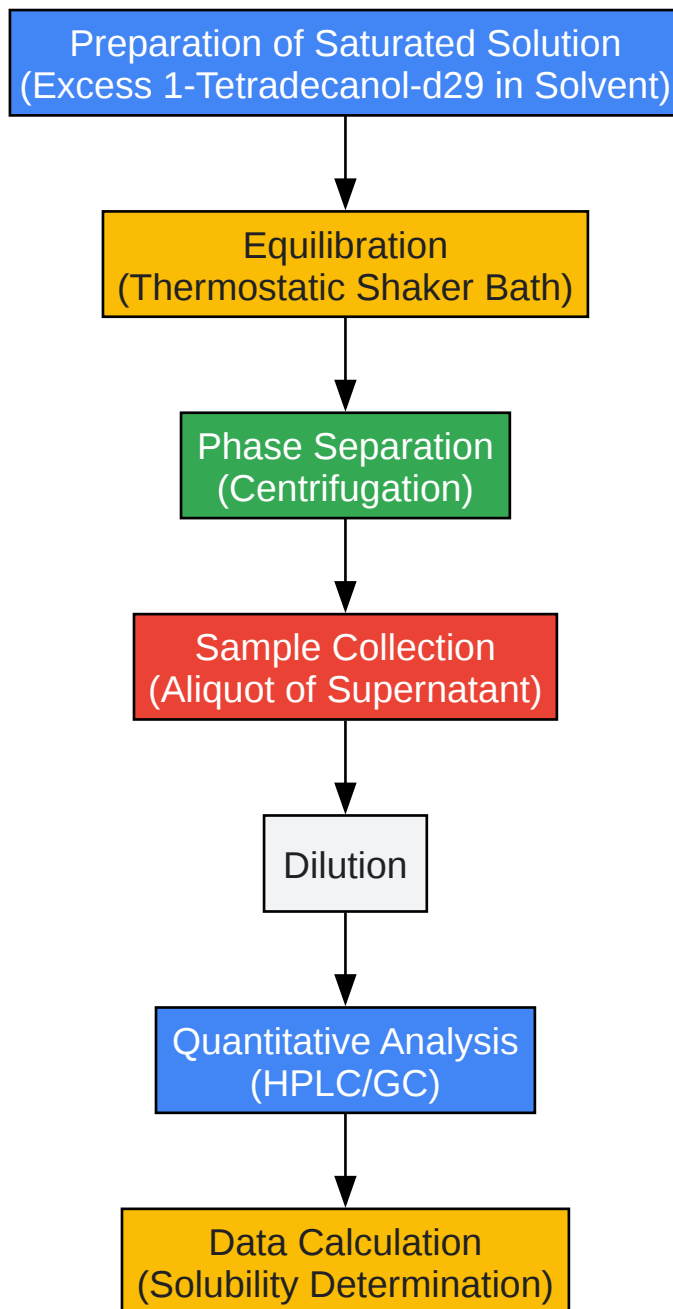 Preparation of Saturated Solution
(Excess 1-Tetradecanol-d29 in Solvent)
Equilibration
(Thermostatic Shaker Bath)
Phase Separation
(Centrifugation)
Sample Collection
(Aliquot of Supernatant)
Dilution
Quantitative Analysis
(HPLC/GC)
Data Calculation
(Solubility Determination)